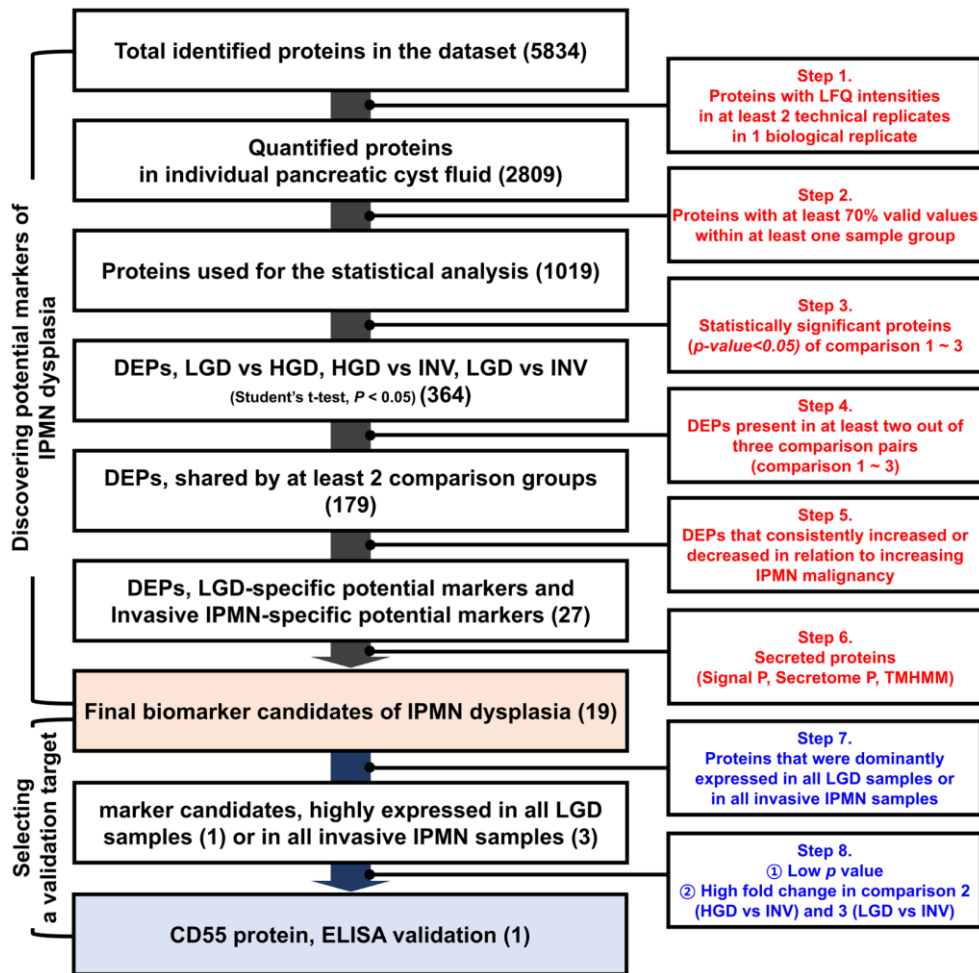 Discovering potential markers of
IPMN dysplasia
Total identified proteins in the dataset (5834)
Step 1.
Proteins with LFQ intensities
in at least 2 technical replicates
in 1 biological replicate
Quantified proteins
in individual pancreatic cyst fluid (2809)
Step 2.
Proteins with at least 70% valid values
within at least one sample group
Proteins used for the statistical analysis (1019)
Step 3.
Statistically significant proteins
(p-value<0.05) of comparison 1 ~ 3
DEPs, LGD vs HGD, HGD vs INV, LGD vs INV
(Student's t-test, P < 0.05) (364)
Step 4.
DEPs present in at least two out of
three comparison pairs
(comparison 1 ~ 3)
DEPs, shared by at least 2 comparison groups
(179)
Step 5.
DEPs that consistently increased or
decreased in relation to increasing
IPMN malignancy
DEPs, LGD-specific potential markers and
Invasive IPMN-specific potential markers (27)
Step 6.
Secreted proteins
(Signal P, Secretome P, TMHMM)
Final biomarker candidates of IPMN dysplasia (19)
Selecting
a validation target
Step 7.
Proteins that were dominantly
expressed in all LGD samples or
in all invasive IPMN samples
marker candidates, highly expressed in all LGD
samples (1) or in all invasive IPMN samples (3)
Step 8.
① Low p value
② High fold change in comparison 2
(HGD vs INV) and 3 (LGD vs INV)
CD55 protein, ELISA validation (1)